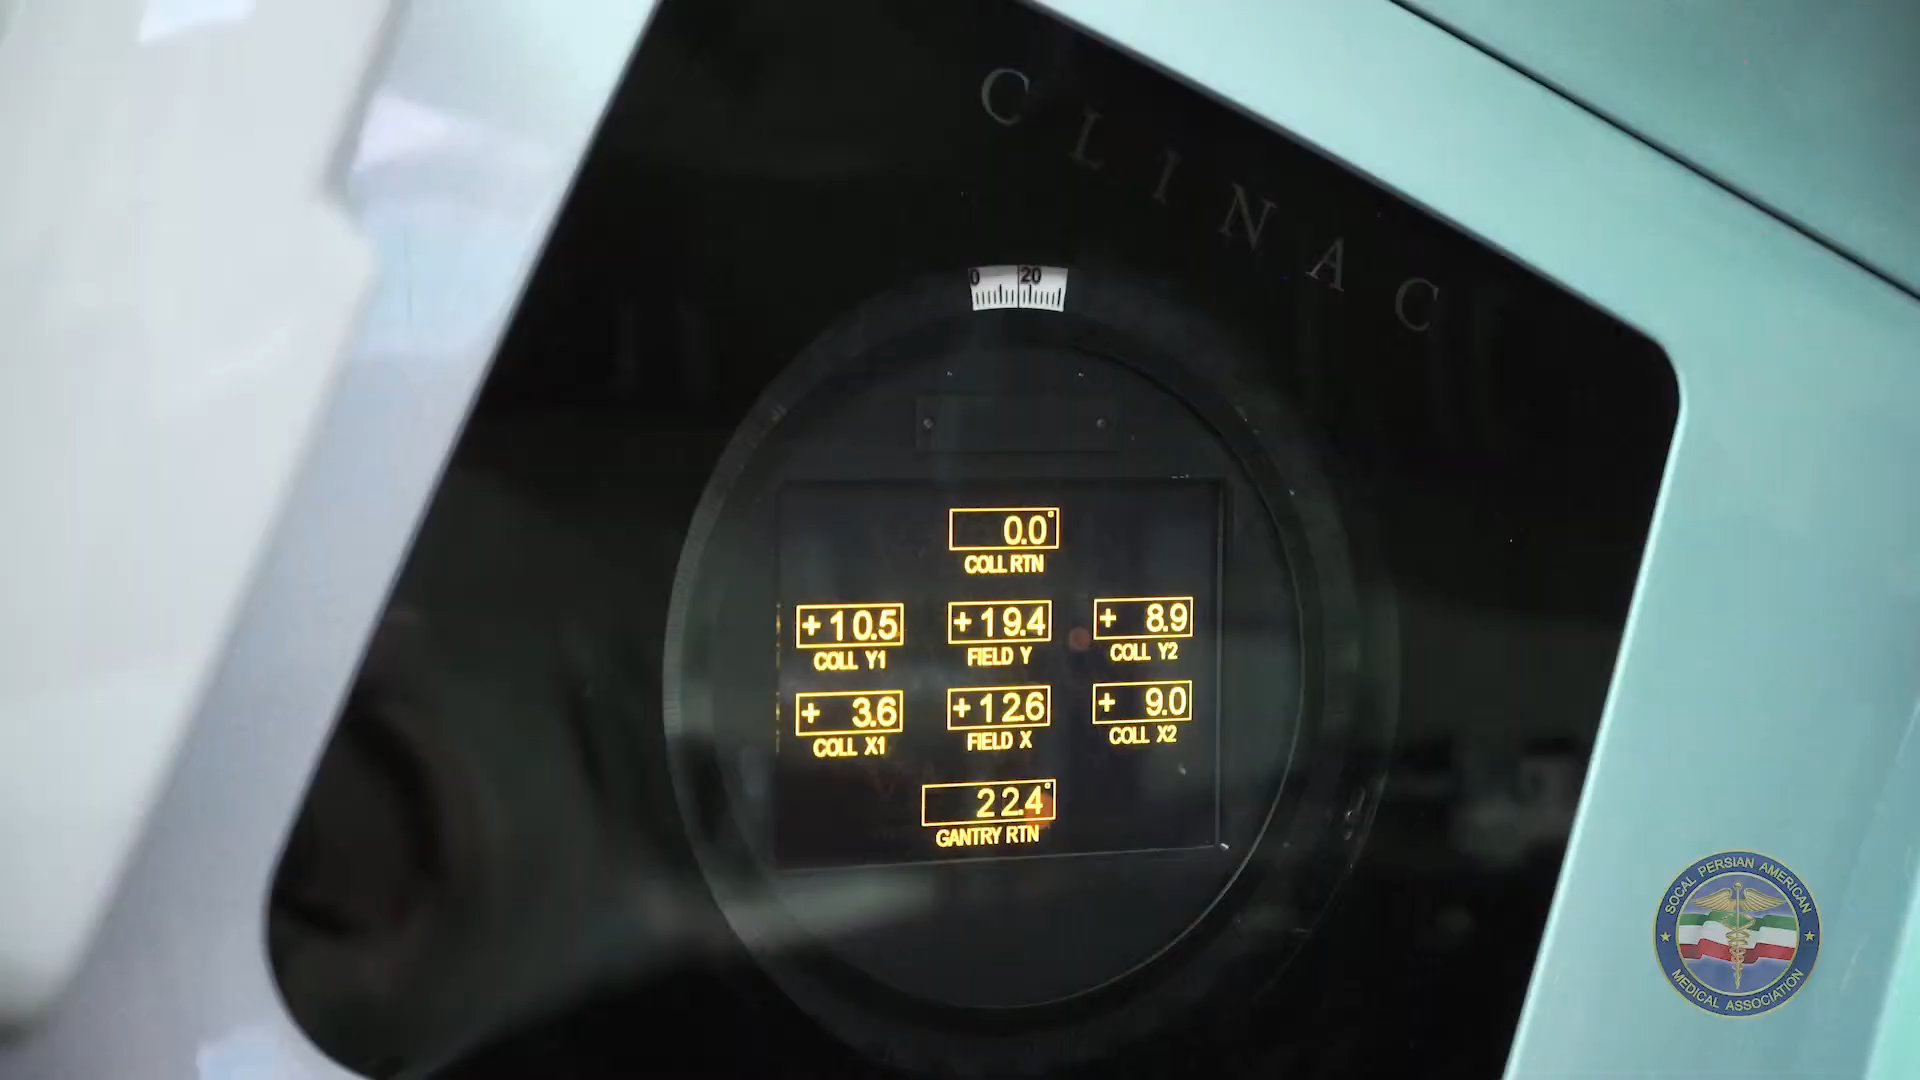 CLINAC
0 20
0.0°
COLL RTN
+10.5 +19.4 + 8.9
COLL Y1 FIELD Y COLL Y2
+ 3.6 +12.6 + 9.0
COLL X1 FIELD X COLL X2
22.4°
GANTRY RTN
SOCAL PERSIAN AMERICAN
MEDICAL ASSOCIATION